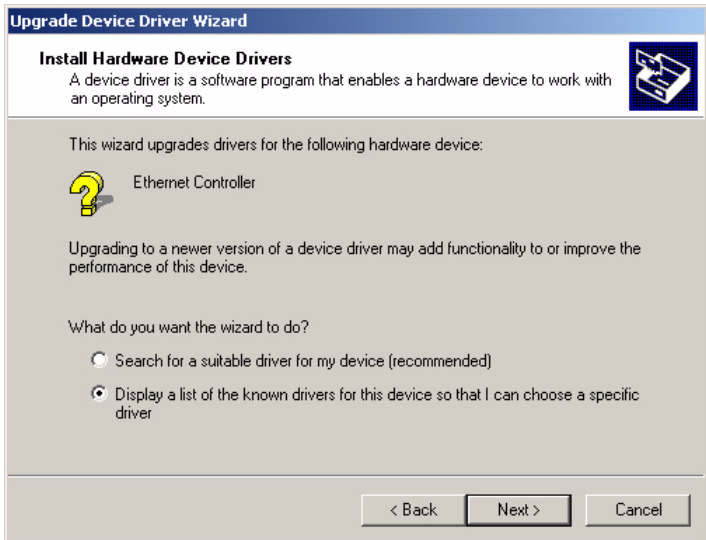 Upgrade Device Driver Wizard
Install Hardware Device Drivers
A device driver is a software program that enables a hardware device to work with
an operating system.
This wizard upgrades drivers for the following hardware device:
Ethernet Controller
Upgrading to a newer version of a device driver may add functionality to or improve the
performance of this device.
What do you want the wizard to do?
Search for a suitable driver for my device (recommended)
Display a list of the known drivers for this device so that I can choose a specific
driver
< Back Next > Cancel